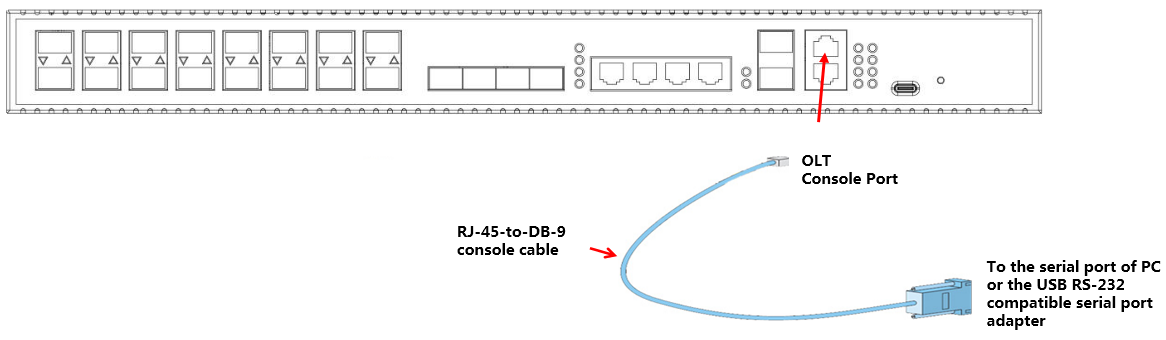 OLT
Console Port
RJ-45-to-DB-9
console cable
To the serial port of PC
or the USB RS-232
compatible serial port
adapter